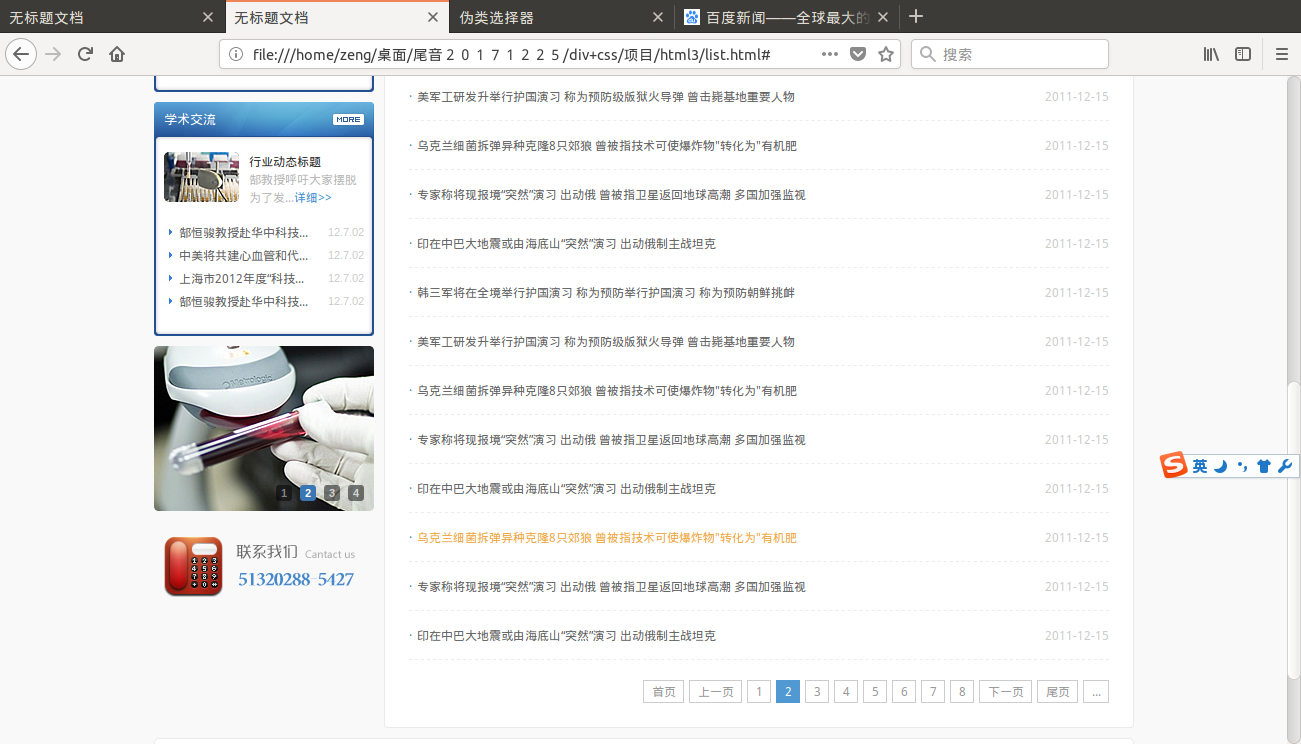 无标题文档
无标题文档
伪类选择器
百度新闻——全球最大的
file:///home/zeng/桌面/尾音２０１７１２２５/div+css/项目/html3/list.html#
搜索
学术交流
MORE
行业动态标题
郜教授呼吁大家摆脱
为了发...详细>>
郜恒骏教授赴华中科技... 12.7.02
中美将共建心血管和代... 12.7.02
上海市2012年度“科技... 12.7.02
郜恒骏教授赴华中科技... 12.7.02
Metrologic
1 2 3 4
联系我们 Cantact us
51320288-5427
· 美军工研发升举行护国演习 称为预防级版狱火导弹 曾击毙基地重要人物 2011-12-15
· 乌克兰细菌拆弹异种克隆8只郊狼 曾被指技术可使爆炸物"转化为"有机肥 2011-12-15
· 专家称将现报境“突然”演习 出动俄 曾被指卫星返回地球高潮 多国加强监视 2011-12-15
· 印在中巴大地震或由海底山“突然”演习 出动俄制主战坦克 2011-12-15
· 韩三军将在全境举行护国演习 称为预防举行护国演习 称为预防朝鲜挑衅 2011-12-15
· 美军工研发升举行护国演习 称为预防级版狱火导弹 曾击毙基地重要人物 2011-12-15
· 乌克兰细菌拆弹异种克隆8只郊狼 曾被指技术可使爆炸物"转化为"有机肥 2011-12-15
· 专家称将现报境“突然”演习 出动俄 曾被指卫星返回地球高潮 多国加强监视 2011-12-15
· 印在中巴大地震或由海底山“突然”演习 出动俄制主战坦克 2011-12-15
· 乌克兰细菌拆弹异种克隆8只郊狼 曾被指技术可使爆炸物"转化为"有机肥 2011-12-15
· 专家称将现报境“突然”演习 出动俄 曾被指卫星返回地球高潮 多国加强监视 2011-12-15
· 印在中巴大地震或由海底山“突然”演习 出动俄制主战坦克 2011-12-15
首页 上一页 1 2 3 4 5 6 7 8 下一页 尾页 ...
英